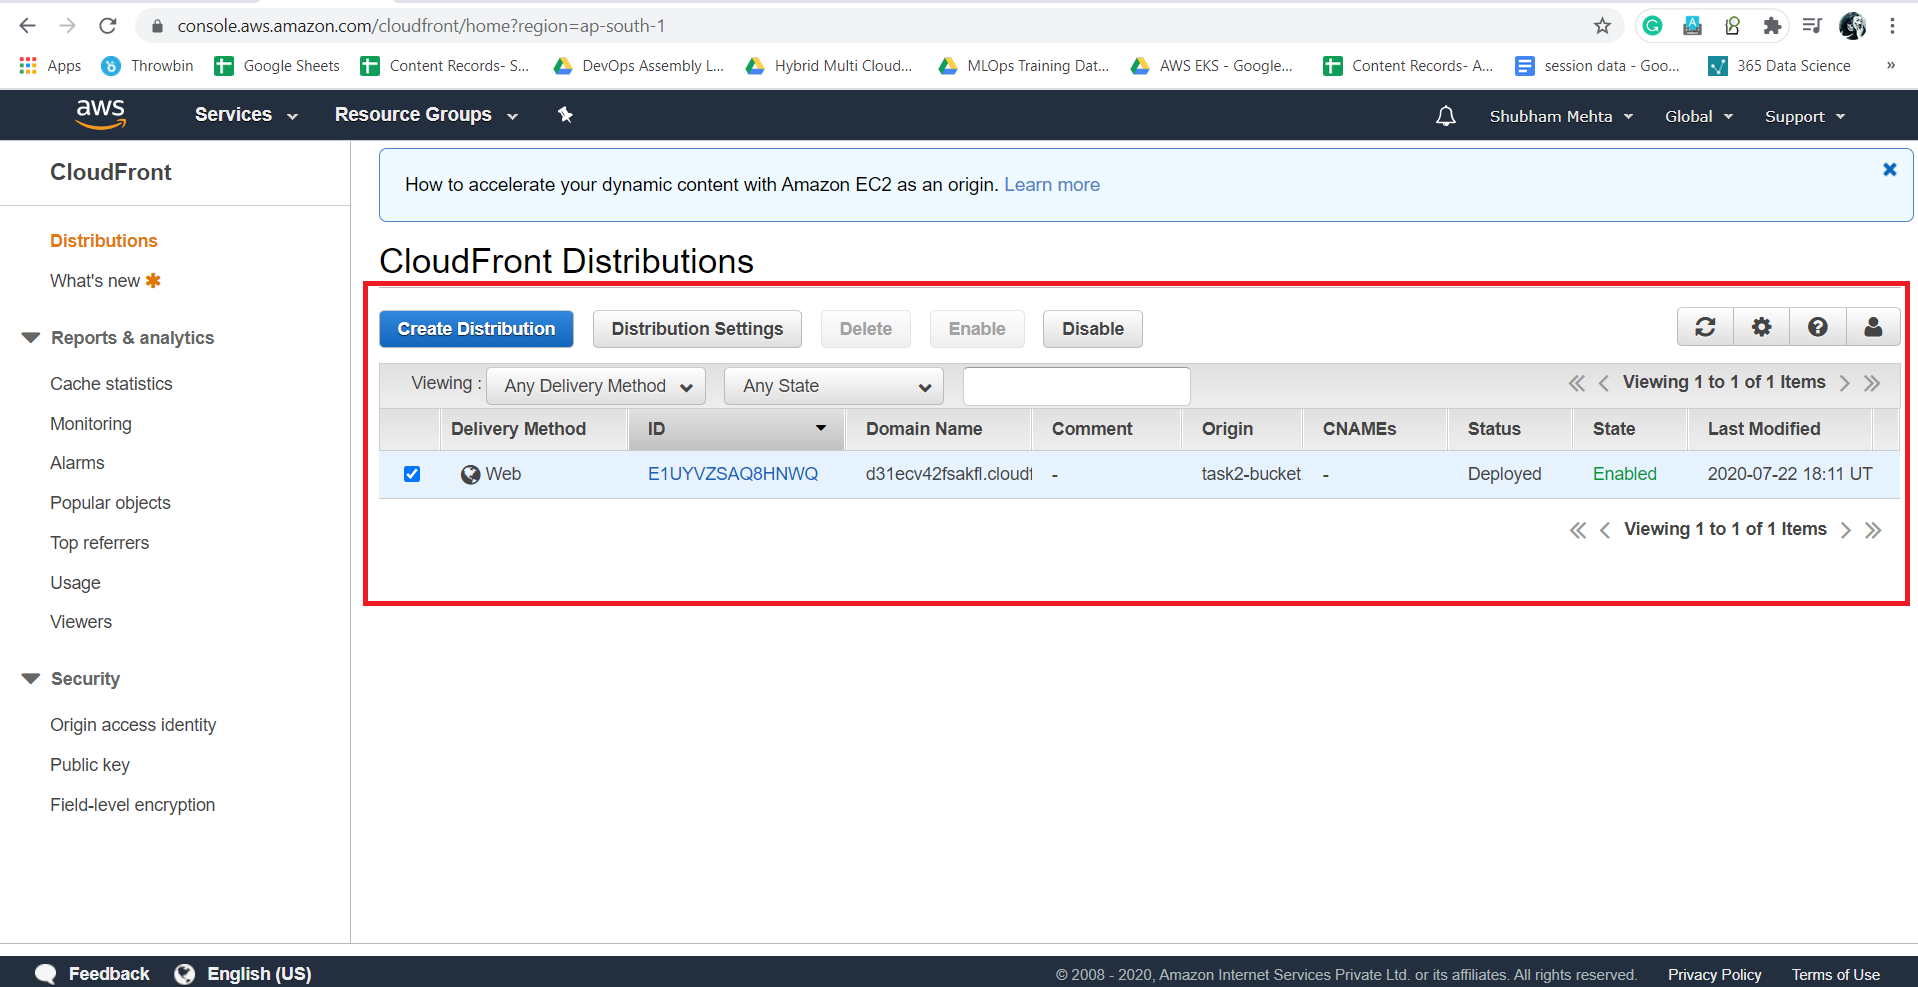 console.aws.amazon.com/cloudfront/home?region=ap-south-1
Apps Throwbin Google Sheets Content Records- S... DevOps Assembly L... Hybrid Multi Cloud... MLOps Training Dat... AWS EKS - Google... Content Records- A... session data - Goo... 365 Data Science »
aws Services Resource Groups Shubham Mehta Global Support
CloudFront
Distributions
What's new
Reports & analytics
Cache statistics
Monitoring
Alarms
Popular objects
Top referrers
Usage
Viewers
Security
Origin access identity
Public key
Field-level encryption
How to accelerate your dynamic content with Amazon EC2 as an origin. Learn more
CloudFront Distributions
Create Distribution Distribution Settings Delete Enable Disable
Viewing : Any Delivery Method Any State Viewing 1 to 1 of 1 Items
Delivery Method ID Domain Name Comment Origin CNAMEs Status State Last Modified
Web E1UYVZSAQ8HNWQ d31ecv42fsakfl.cloudf - task2-bucket. - Deployed Enabled 2020-07-22 18:11 UT
Viewing 1 to 1 of 1 Items
Feedback English (US) © 2008 - 2020, Amazon Internet Services Private Ltd. or its affiliates. All rights reserved. Privacy Policy Terms of Use